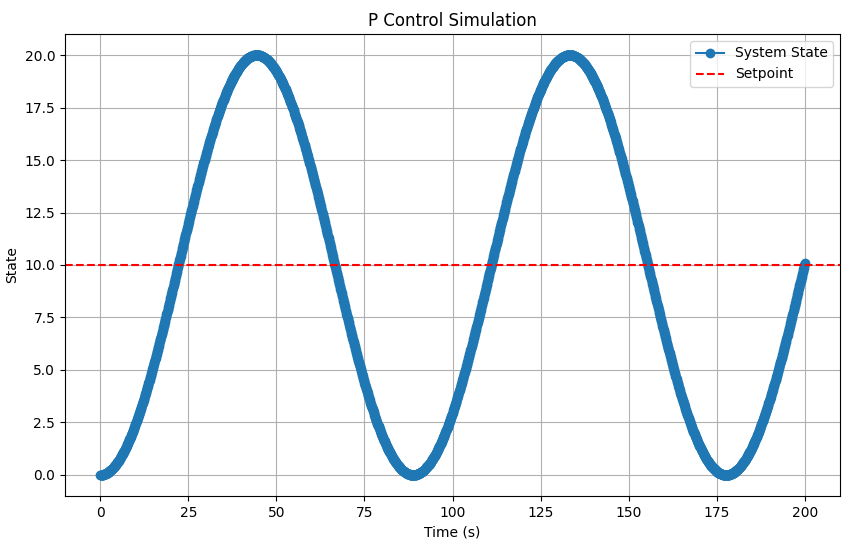 P Control Simulation
System State
Setpoint
20.0
17.5
15.0
12.5
10.0
7.5
5.0
2.5
0.0
State
0 25 50 75 100 125 150 175 200
Time (s)